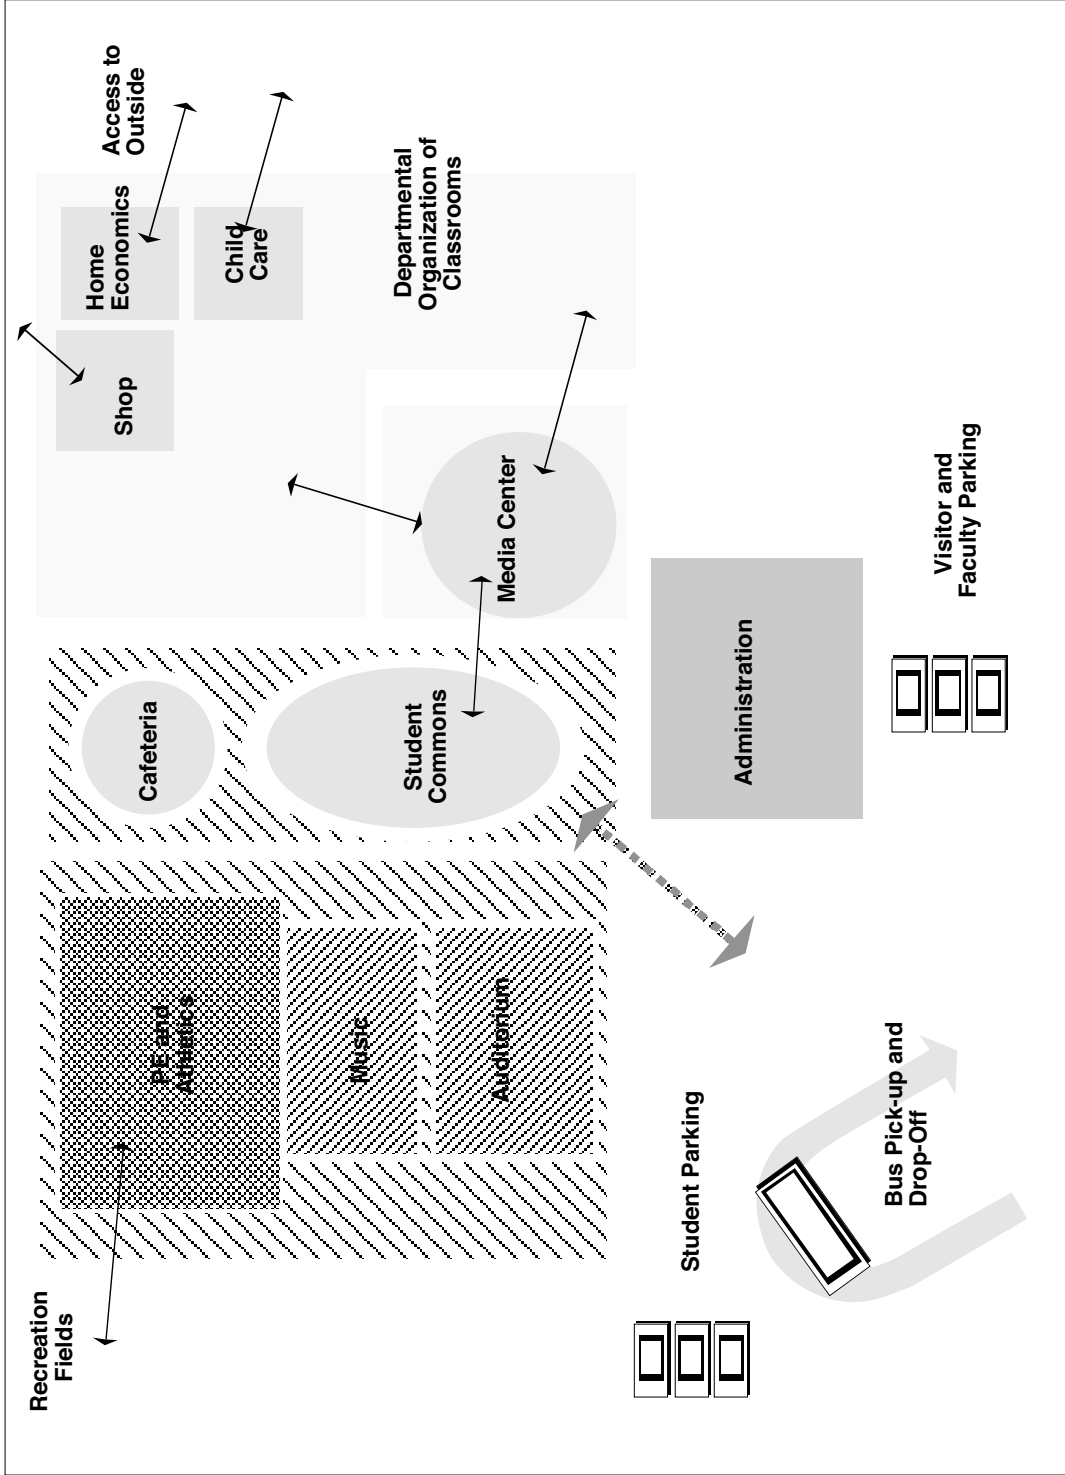 Recreation
Fields
PE and
Athletics
Cafeteria
Shop
Home
Economics
Access to
Outside
Child
Care
Music
Student
Commons
Departmental
Organization of
Classrooms
Auditorium
Media Center
Student Parking
Administration
Bus Pick-up and
Drop-Off
Visitor and
Faculty Parking